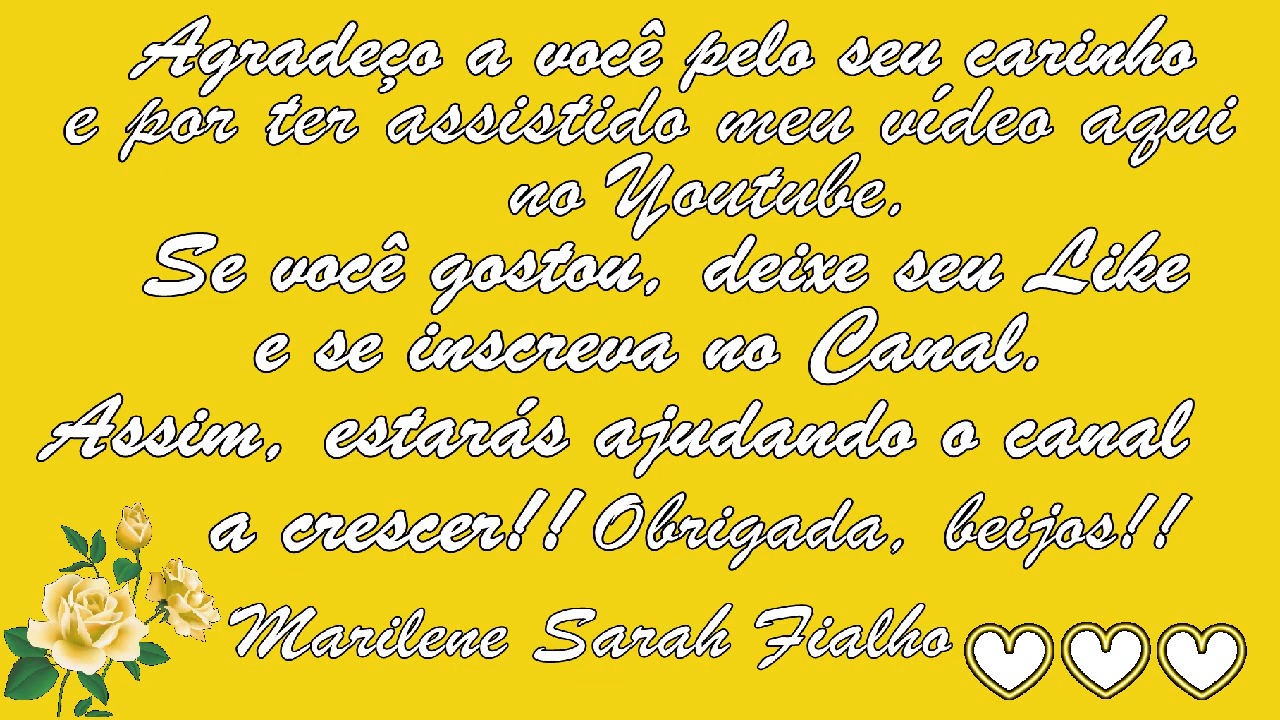 Agradeço a você pelo seu carinho
e por ter assistido meu vídeo aqui
no Youtube.
Se você gostou, deixe seu Like
e se inscreva no Canal.
Assim, estarás ajudando o canal
a crescer!! Obrigada, beijos!!
Marilene Sarah Fialho